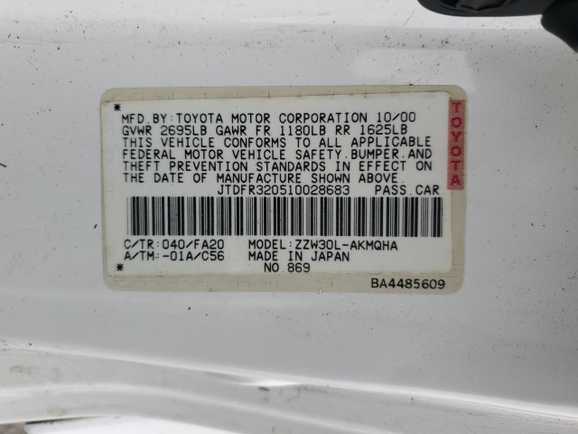 MFD.BY:TOYOTA MOTOR CORPORATION 10/00
GVWR 2695LB GAWR FR 1180LB RR 1625LB
THIS VEHICLE CONFORMS TO ALL APPLICABLE
FEDERAL MOTOR VEHICLE SAFETY,BUMPER,AND
THEFT PREVENTION STANDARDS IN EFFECT ON
THE DATE OF MANUFACTURE SHOWN ABOVE.
JTDFR320510028683 PASS.CAR
C/TR:040/FA20 MODEL:ZZW30L-AKMQHA
A/TM:-01A/C56 MADE IN JAPAN
NO 869
BA4485609
TOYOTA